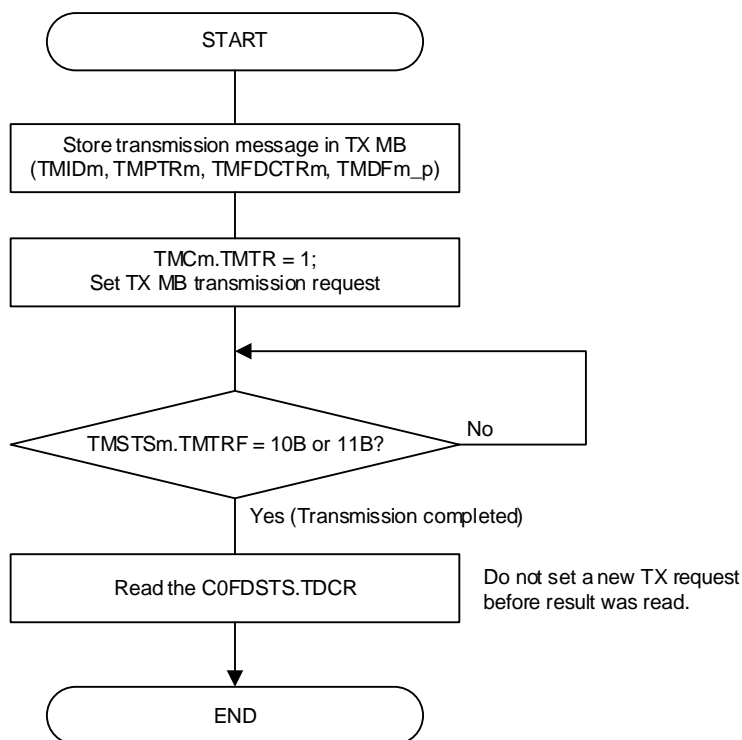 START
Store transmission message in TX MB
(TMIDm, TMPTRm, TMFDCTRm, TMDFm_p)
TMCm.TMTR = 1;
Set TX MB transmission request
TMSTSm.TMTRF = 10B or 11B?
No
Yes (Transmission completed)
Read the C0FDSTS.TDCR
Do not set a new TX request
before result was read.
END